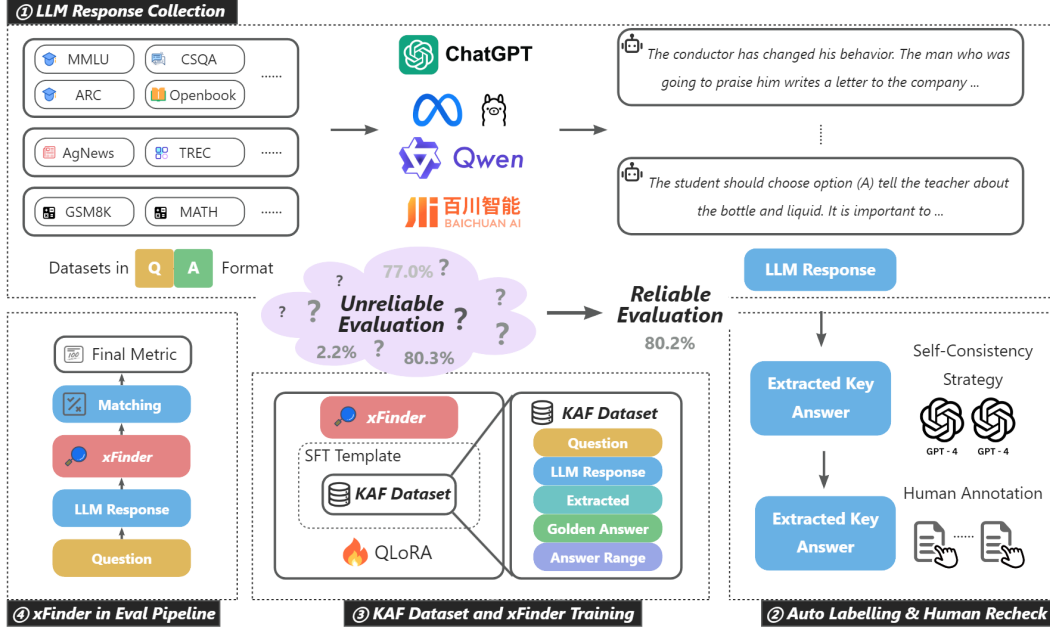 ① LLM Response Collection
MMLU
CSQA
ARC
Openbook
......
AgNews
TREC
......
GSM8K
MATH
......
Datasets in Q A Format
ChatGPT
Qwen
百川智能
BAICHUAN AI
The conductor has changed his behavior. The man who was
going to praise him writes a letter to the company ...
......
The student should choose option (A) tell the teacher about
the bottle and liquid. It is important to ...
LLM Response
77.0% ?
?
? ? Unreliable
Evaluation ?
?
?
2.2% ? 80.3%
Reliable
Evaluation
80.2%
Extracted Key
Answer
Self-Consistency
Strategy
GPT - 4 GPT - 4
Extracted Key
Answer
Human Annotation
......
② Auto Labelling & Human Recheck
xFinder
SFT Template
KAF Dataset
QLoRA
KAF Dataset
Question
LLM Response
Extracted
Golden Answer
Answer Range
③ KAF Dataset and xFinder Training
100
Final Metric
Matching
xFinder
LLM Response
Question
④ xFinder in Eval Pipeline